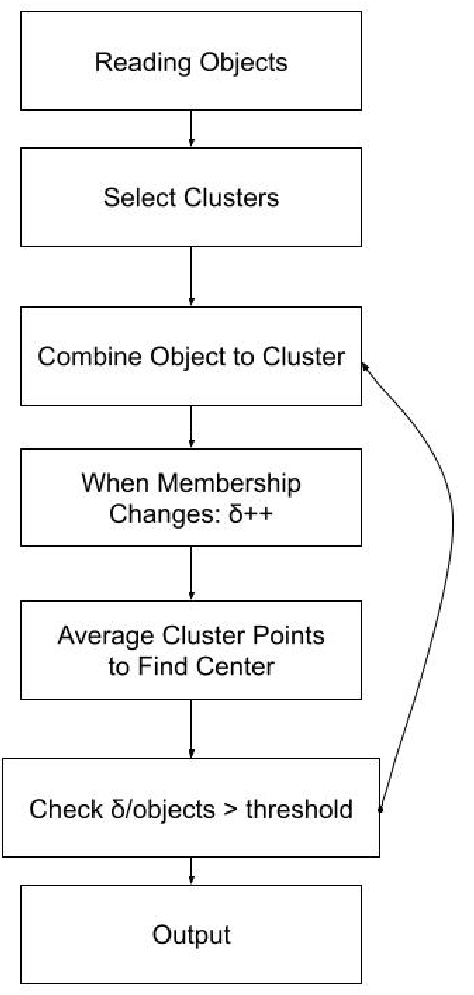 Reading Objects
Select Clusters
Combine Object to Cluster
When Membership
Changes: δ++
Average Cluster Points
to Find Center
Check δ/objects > threshold
Output